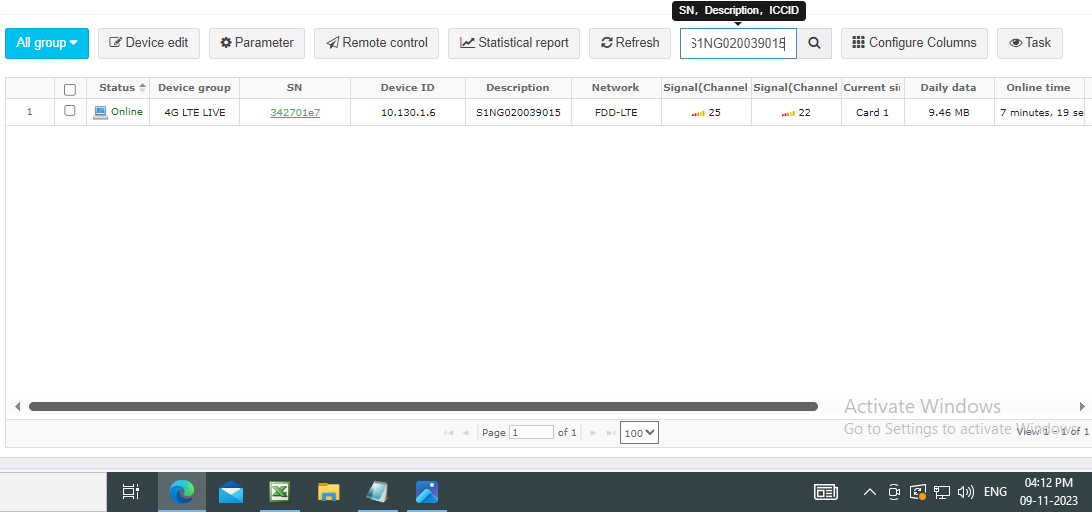 SN, Description, ICCID
All group
Device edit
Parameter
Remote control
Statistical report
Refresh
S1NG020039015
Configure Columns
Task
Status Device group SN Device ID Description Network Signal(Channel Signal(Channel Current si Daily data Online time
1 Online 4G LTE LIVE 342701e7 10.130.1.6 S1NG020039015 FDD-LTE 25 22 Card 1 9.46 MB 7 minutes, 19 se
Activate Windows
Go to Settings to activate Windows.
Page 1 of 1 100 View 1 - 1 of 1
ENG
04:12 PM
09-11-2023